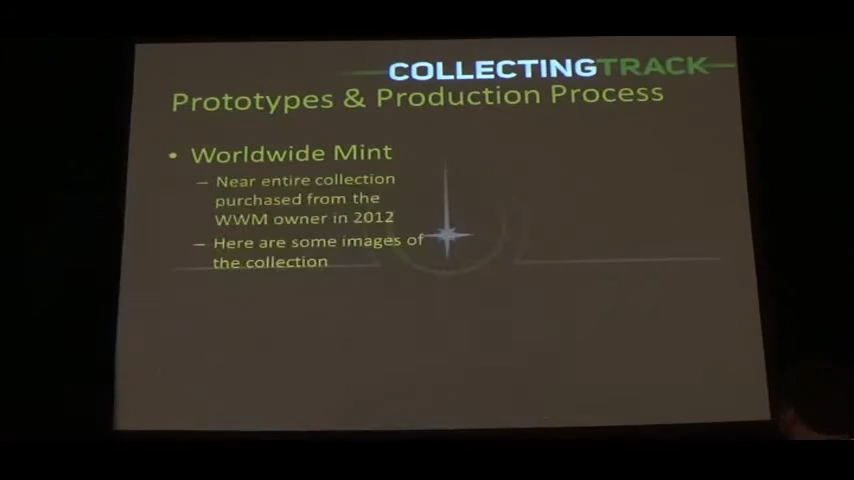 COLLECTINGTRACK
Prototypes & Production Process
• Worldwide Mint
– Near entire collection
purchased from the
WWM owner in 2012
– Here are some images of
the collection